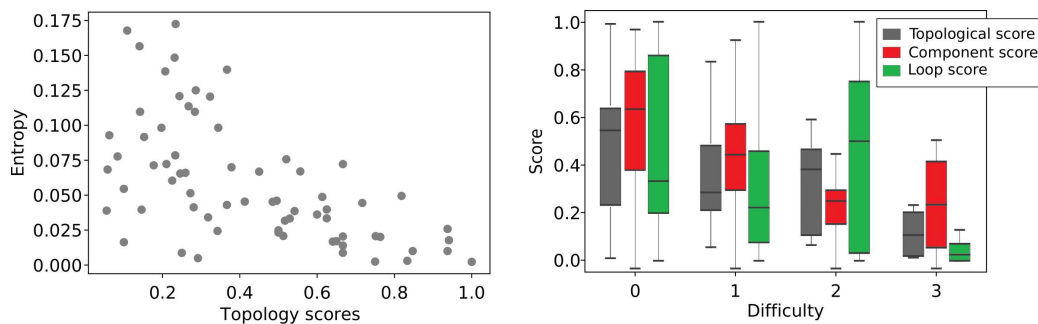 0.175
0.150
0.125
0.100
0.075
0.050
0.025
0.000
Entropy
0.2 0.4 0.6 0.8 1.0
Topology scores
1.0
0.8
0.6
0.4
0.2
0.0
Score
Topological score
Component score
Loop score
0 1 2 3
Difficulty